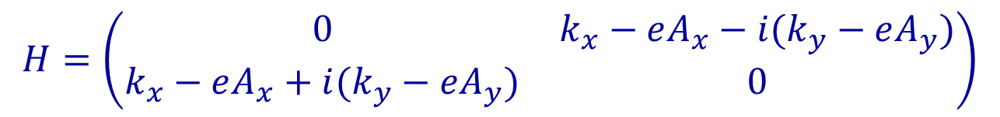 H = ( 0 k_x − eA_x − i(k_y − eA_y)
k_x − eA_x + i(k_y − eA_y) 0 )